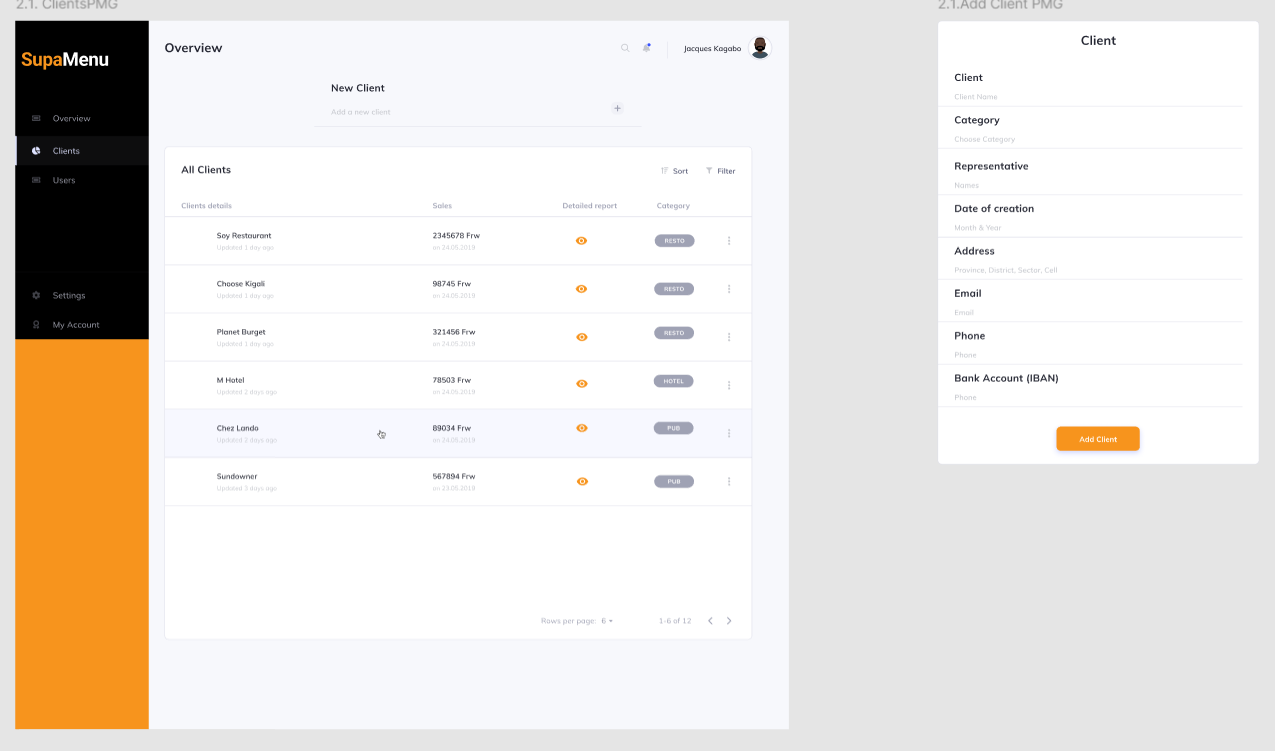 2.1. ClientsPMG
SupaMenu
Overview
Clients
Users
Settings
My Account
Overview
Jacques Kagabo
New Client
Add a new client
+
All Clients
Sort
Filter
Clients details Sales Detailed report Category
Soy Restaurant 2345678 Frw RESTO
Updated 1 day ago on 24.05.2019
Choose Kigali 98745 Frw RESTO
Updated 1 day ago on 24.05.2019
Planet Burget 321456 Frw RESTO
Updated 1 day ago on 24.05.2019
M Hotel 78503 Frw HOTEL
Updated 2 days ago on 24.05.2019
Chez Lando 89034 Frw PUB
Updated 2 days ago on 24.05.2019
Sundowner 567894 Frw PUB
Updated 3 days ago on 23.05.2019
Rows per page: 6 1-6 of 12
2.1.Add Client PMG
Client
Client
Client Name
Category
Choose Category
Representative
Names
Date of creation
Month & Year
Address
Province, District, Sector, Cell
Email
Email
Phone
Phone
Bank Account (IBAN)
Phone
Add Client